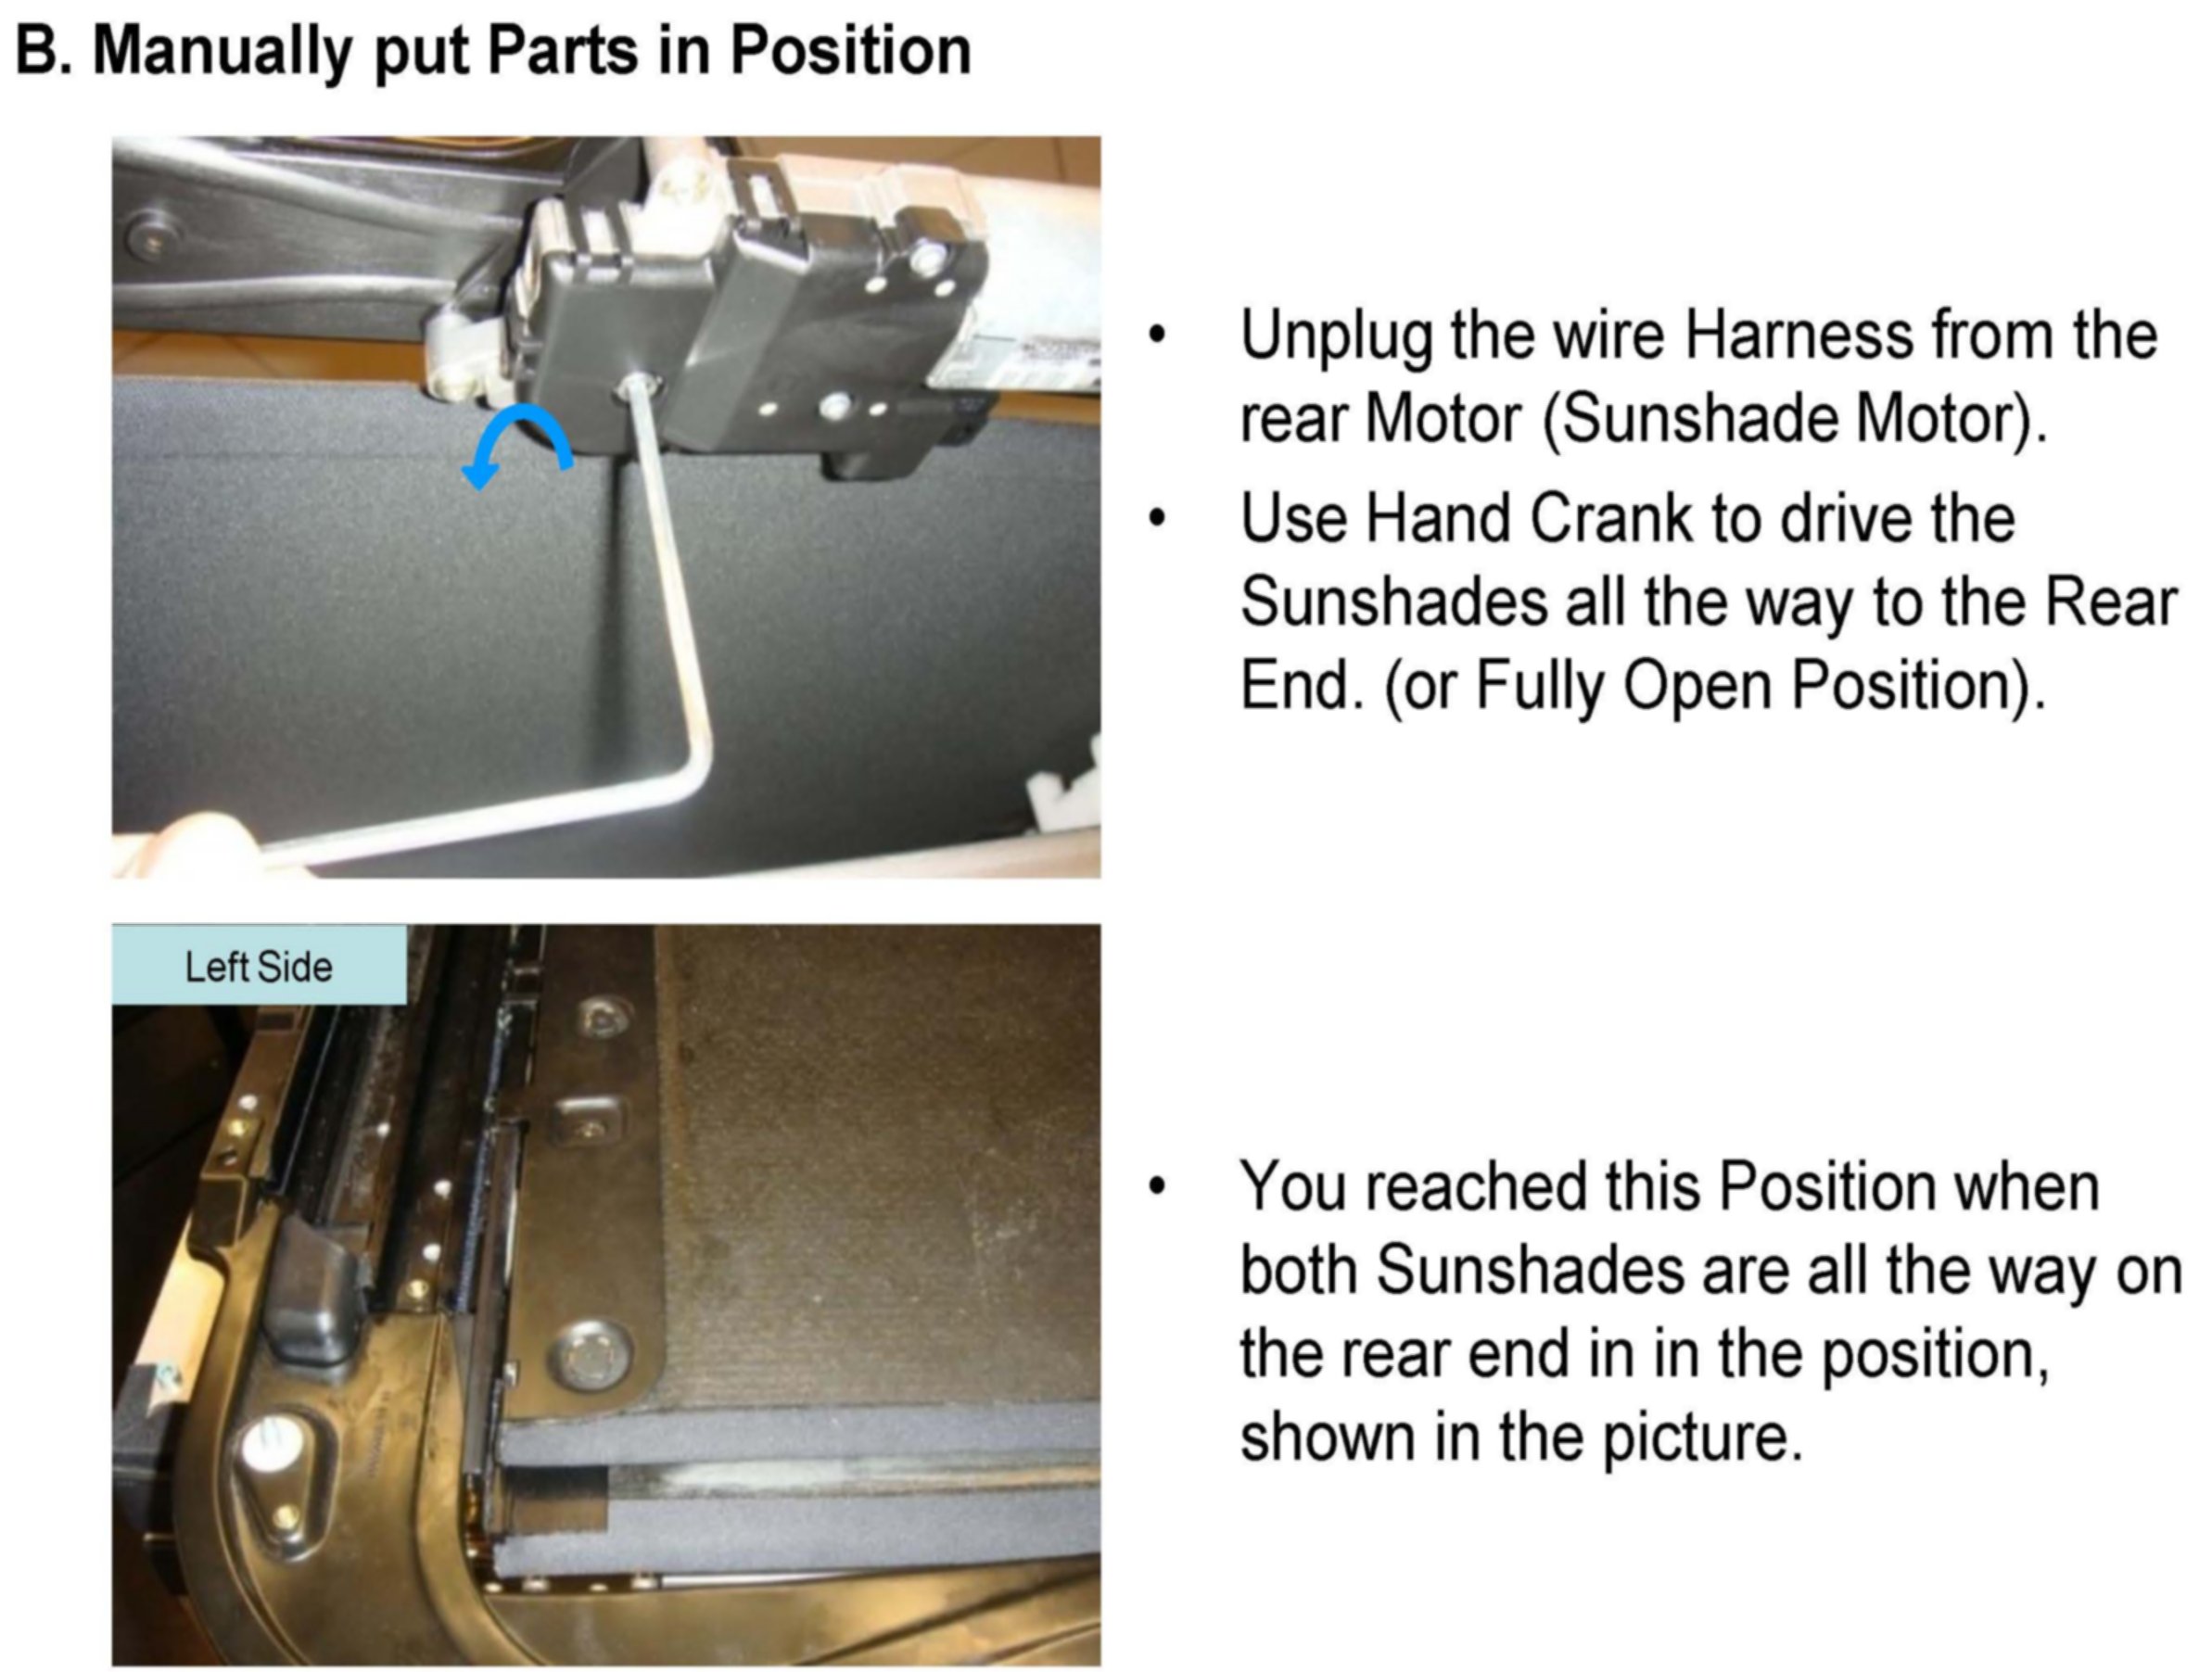 B. Manually put Parts in Position
• Unplug the wire Harness from the
rear Motor (Sunshade Motor).
• Use Hand Crank to drive the
Sunshades all the way to the Rear
End. (or Fully Open Position).
Left Side
• You reached this Position when
both Sunshades are all the way on
the rear end in in the position,
shown in the picture.